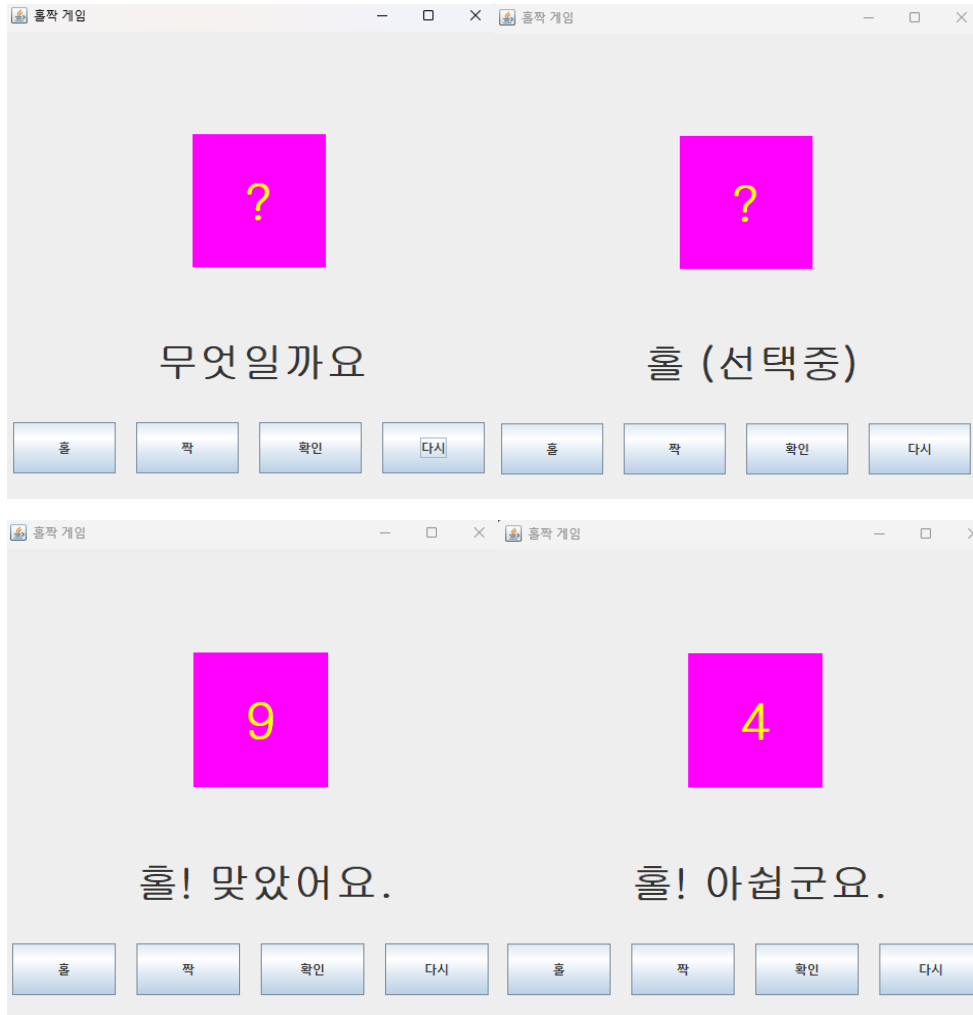 홀짝 게임
?
무엇일까요
홀 짝 확인 다시
홀짝 게임
?
홀 (선택중)
홀 짝 확인 다시
홀짝 게임
9
홀! 맞았어요.
홀 짝 확인 다시
홀짝 게임
4
홀! 아쉽군요.
홀 짝 확인 다시